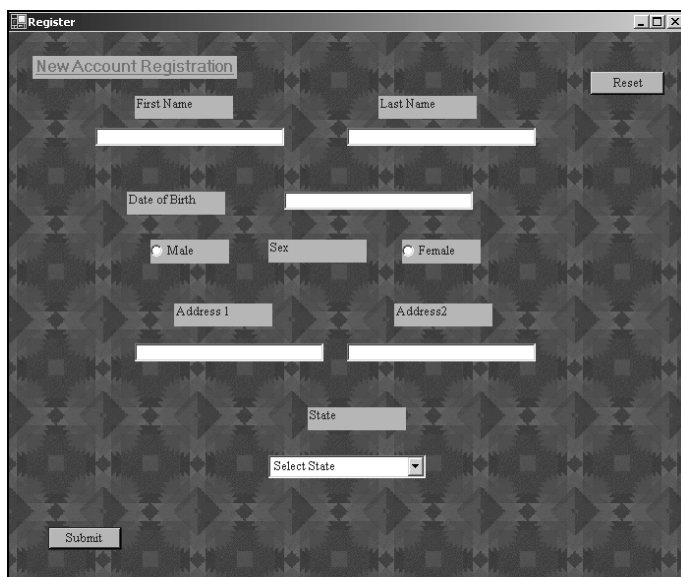 Register
New Account Registration
Reset
First Name
Last Name
Date of Birth
Male
Sex
Female
Address 1
Address2
State
Select State
Submit